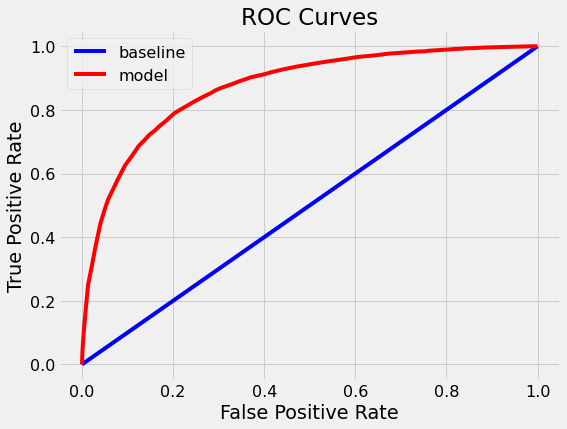 ROC Curves
baseline
model
True Positive Rate
1.0
0.8
0.6
0.4
0.2
0.0
0.0 0.2 0.4 0.6 0.8 1.0
False Positive Rate